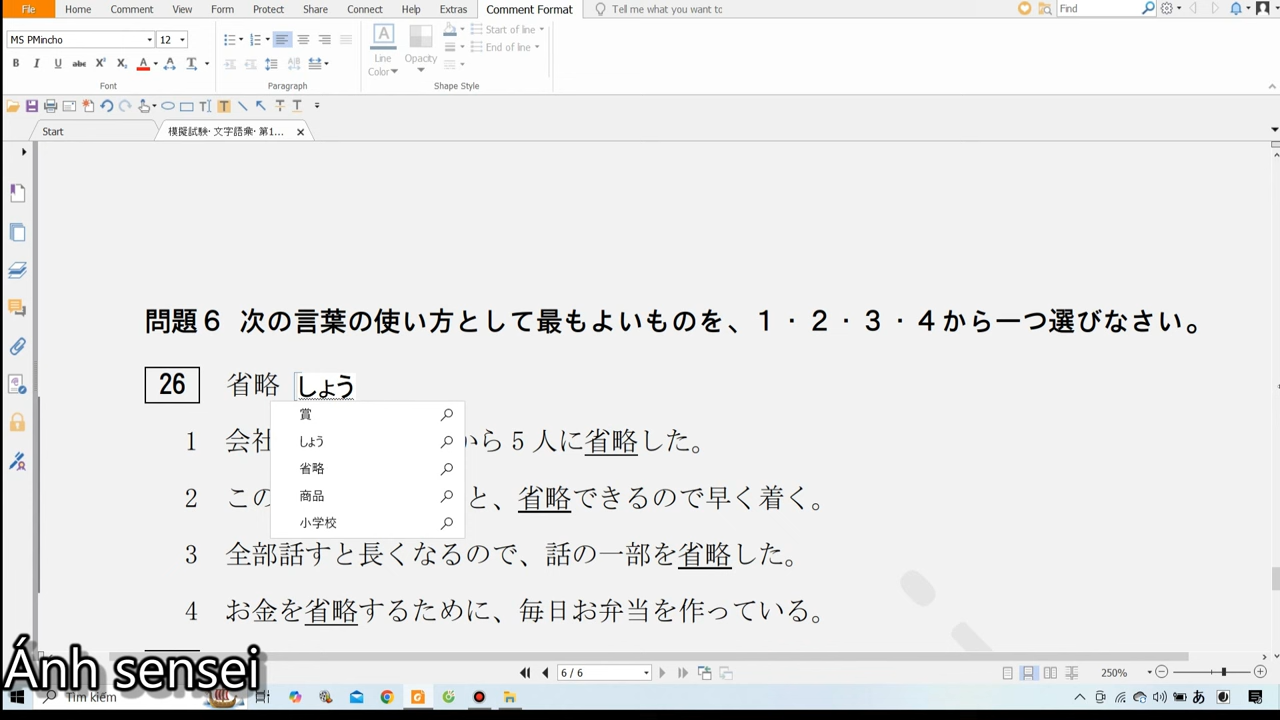 File Home Comment View Form Protect Share Connect Help Extras Comment Format Tell me what you want tc Find
MS PMincho 12 Start of line
End of line
Line Color Opacity
B I U abc X² X₂ A A T
Font Paragraph Shape Style
Start 模擬試験・文字語彙・第1...
問題６ 次の言葉の使い方として最もよいものを、１・２・３・４から一つ選びなさい。
26 省略 しょう
賞
しょう
省略
商品
小学校
1 会社 から５人に省略した。
2 この と、省略できるので早く着く。
3 全部話すと長くなるので、話の一部を省略した。
4 お金を省略するために、毎日お弁当を作っている。
Ánh sensei
6 / 6 250%
Tìm kiếm あ